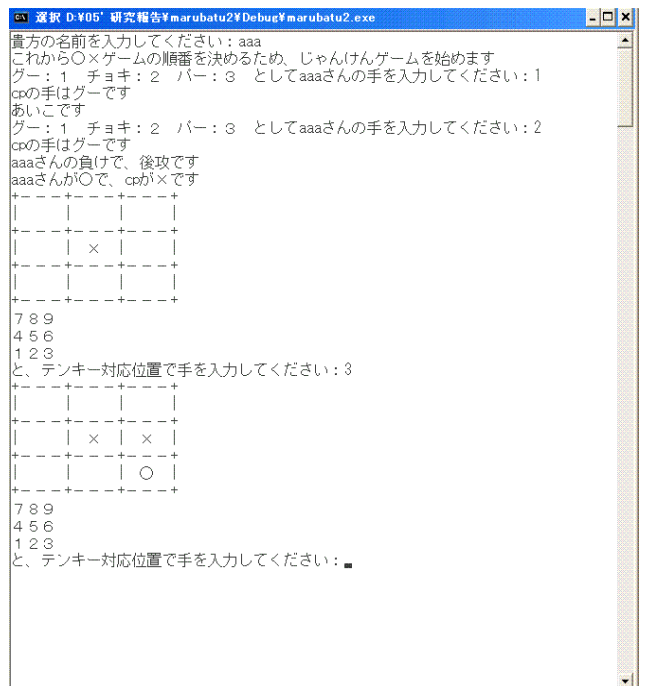 選択 D:¥05' 研究報告¥marubatu2¥Debug¥marubatu2.exe
貴方の名前を入力してください：aaa
これから○×ゲームの順番を決めるため、じゃんけんゲームを始めます
グー：１　チョキ：２　パー：３　としてaaaさんの手を入力してください：1
cpの手はグーです
あいこです
グー：１　チョキ：２　パー：３　としてaaaさんの手を入力してください：2
cpの手はグーです
aaaさんの負けで、後攻です
aaaさんが○で、cpが×です
+－－－+－－－+－－－+
|　　　|　　　|　　　|
+－－－+－－－+－－－+
|　　　|　×　|　　　|
+－－－+－－－+－－－+
|　　　|　　　|　　　|
+－－－+－－－+－－－+
７８９
４５６
１２３
と、テンキー対応位置で手を入力してください：3
+－－－+－－－+－－－+
|　　　|　　　|　　　|
+－－－+－－－+－－－+
|　　　|　×　|　×　|
+－－－+－－－+－－－+
|　　　|　　　|　○　|
+－－－+－－－+－－－+
７８９
４５６
１２３
と、テンキー対応位置で手を入力してください：